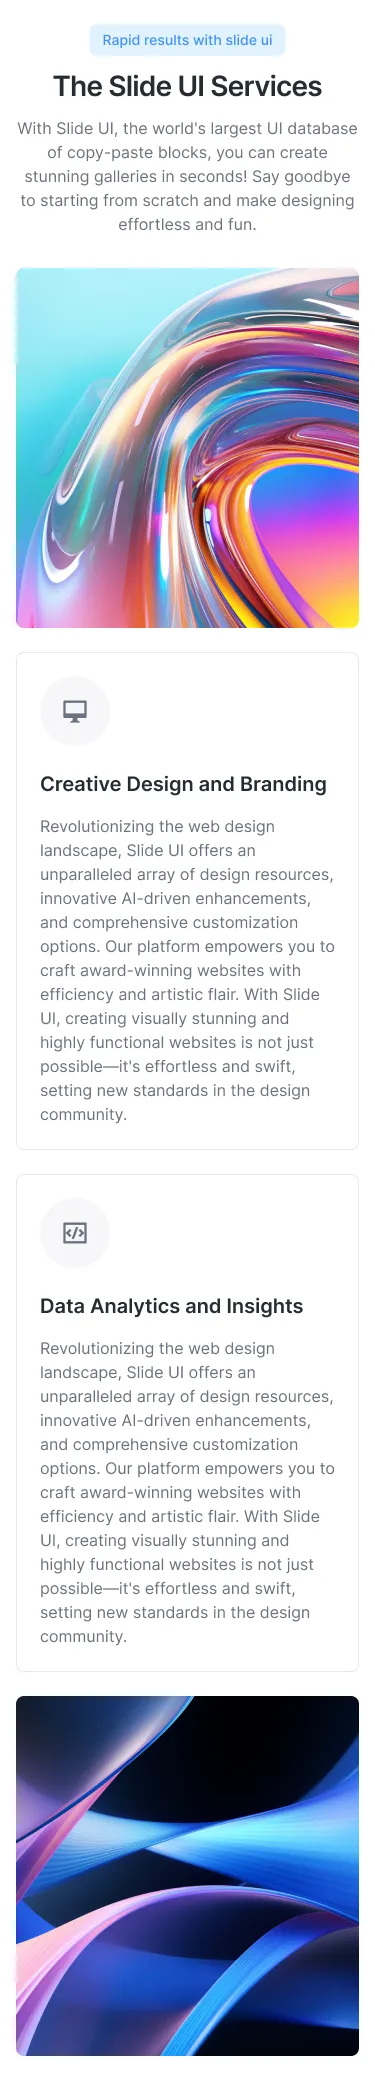 Rapid results with slide ui
The Slide UI Services
With Slide UI, the world's largest UI database
of copy-paste blocks, you can create
stunning galleries in seconds! Say goodbye
to starting from scratch and make designing
effortless and fun.
Creative Design and Branding
Revolutionizing the web design
landscape, Slide UI offers an
unparalleled array of design resources,
innovative AI-driven enhancements,
and comprehensive customization
options. Our platform empowers you to
craft award-winning websites with
efficiency and artistic flair. With Slide
UI, creating visually stunning and
highly functional websites is not just
possible—it's effortless and swift,
setting new standards in the design
community.
Data Analytics and Insights
Revolutionizing the web design
landscape, Slide UI offers an
unparalleled array of design resources,
innovative AI-driven enhancements,
and comprehensive customization
options. Our platform empowers you to
craft award-winning websites with
efficiency and artistic flair. With Slide
UI, creating visually stunning and
highly functional websites is not just
possible—it's effortless and swift,
setting new standards in the design
community.